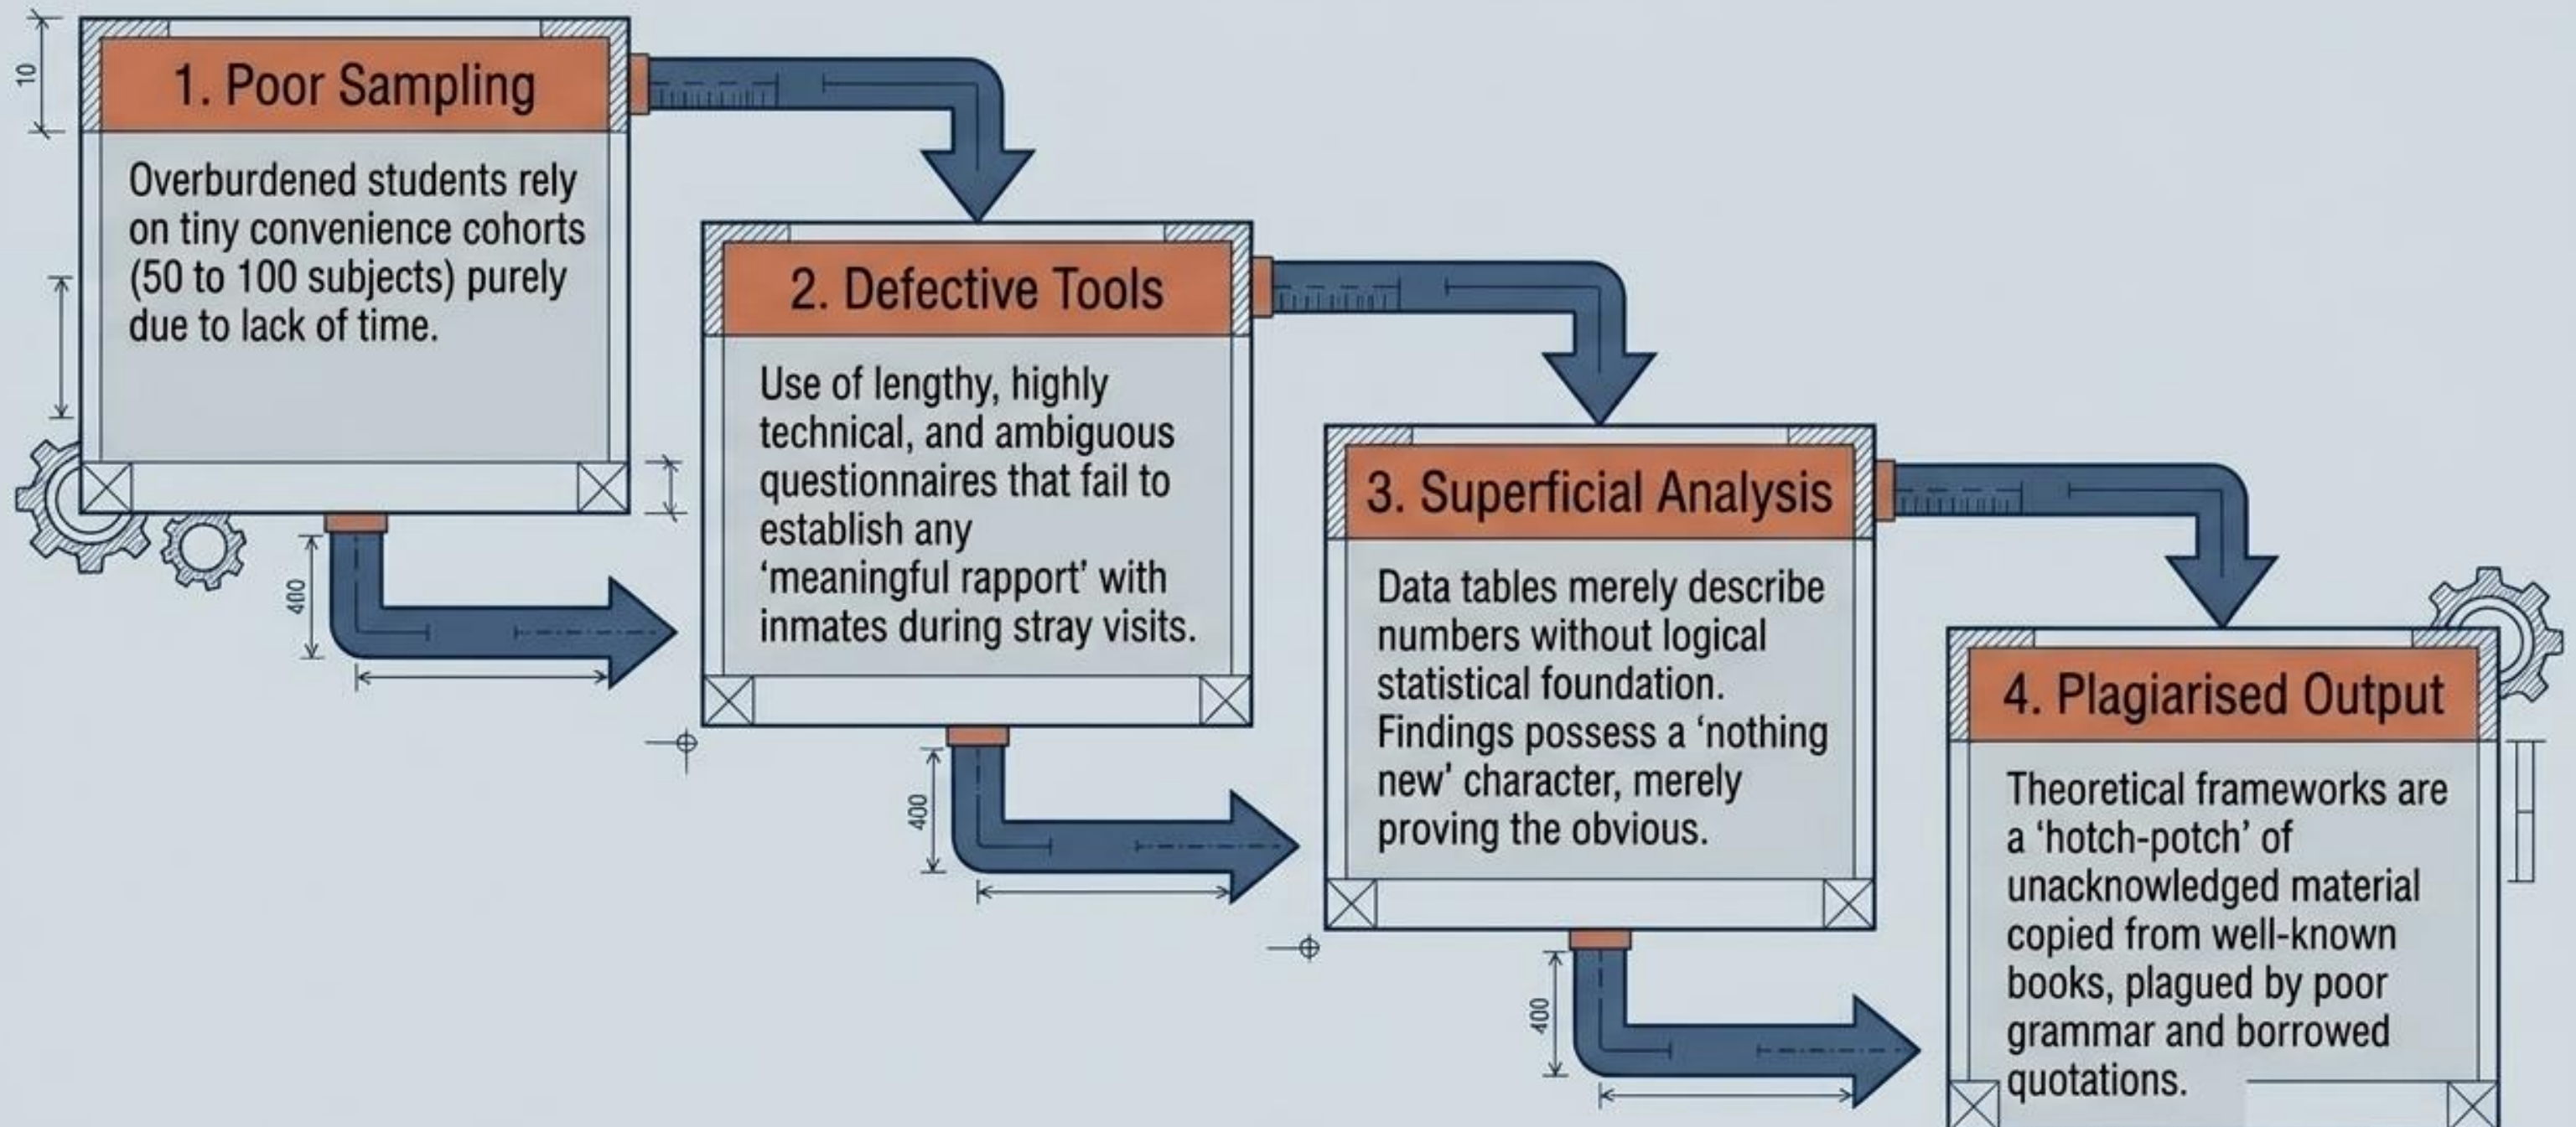 10
1. Poor Sampling
Overburdened students rely
on tiny convenience cohorts
(50 to 100 subjects) purely
due to lack of time.
400
2. Defective Tools
Use of lengthy, highly
technical, and ambiguous
questionnaires that fail to
establish any
‘meaningful rapport’ with
inmates during stray visits.
400
3. Superficial Analysis
Data tables merely describe
numbers without logical
statistical foundation.
Findings possess a ‘nothing
new’ character, merely
proving the obvious.
400
4. Plagiarised Output
Theoretical frameworks are
a ‘hotch-potch’ of
unacknowledged material
copied from well-known
books, plagued by poor
grammar and borrowed
quotations.